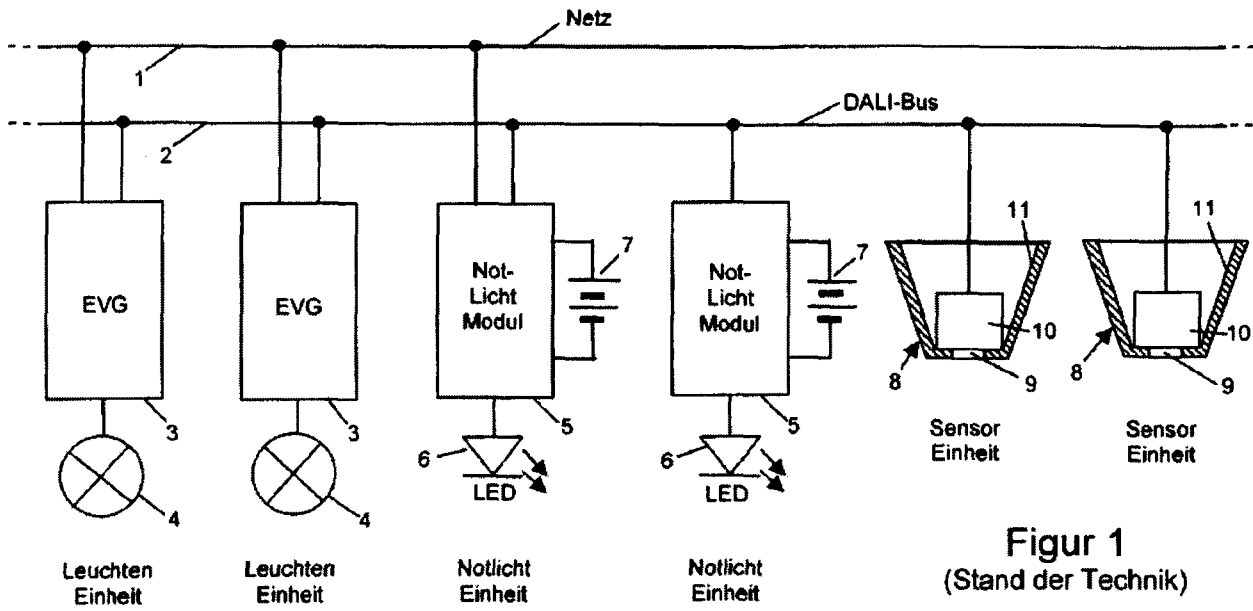 Netz
1
DALI-Bus
2
EVG
EVG
Not-
Licht
Modul
7
Not-
Licht
Modul
7
11
11
10
10
8
9
8
9
3
3
5
5
6
LED
6
LED
4
4
Sensor
Einheit
Sensor
Einheit
Leuchten
Einheit
Leuchten
Einheit
Notlicht
Einheit
Notlicht
Einheit
Figur 1
(Stand der Technik)